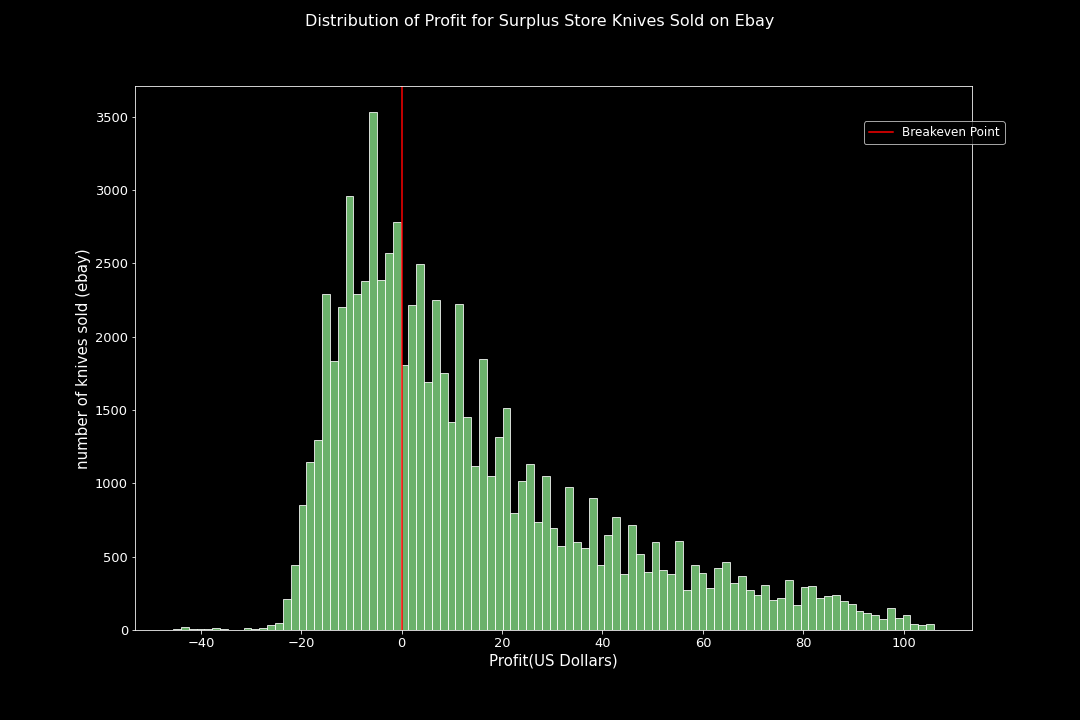 Distribution of Profit for Surplus Store Knives Sold on Ebay
Breakeven Point
number of knives sold (ebay)
3500
3000
2500
2000
1500
1000
500
0
−40 −20 0 20 40 60 80 100
Profit(US Dollars)